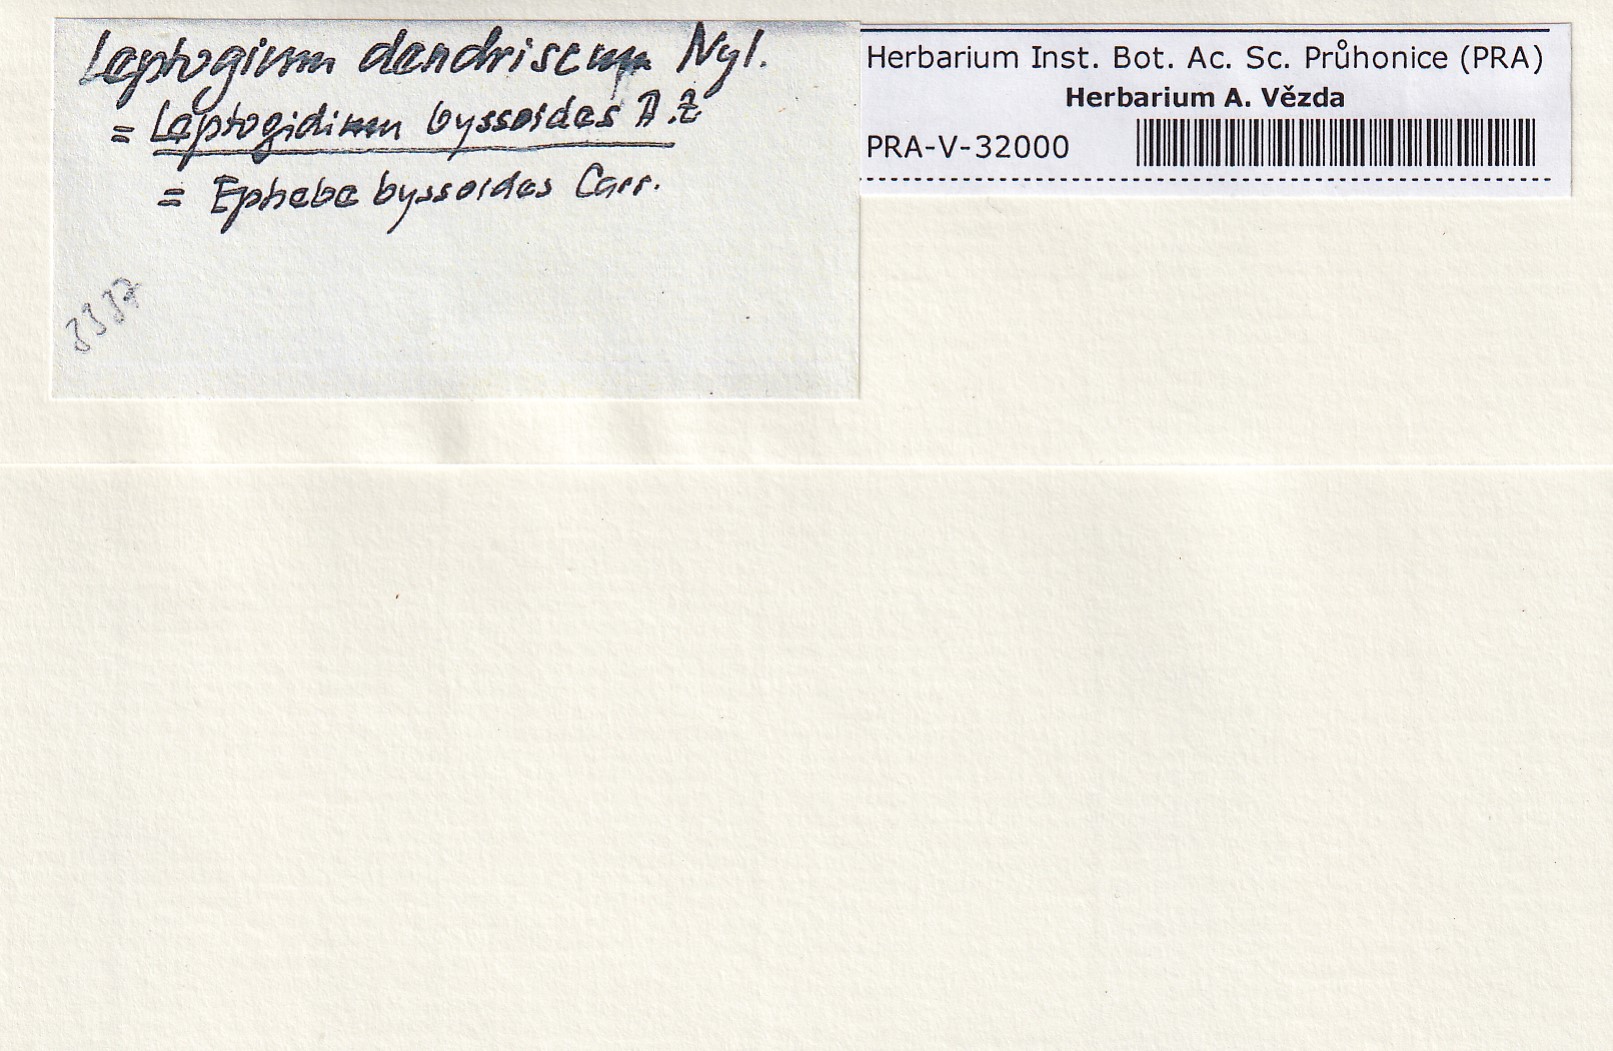 Leptogium dendriscum Nyl.
= Leptogidium byssoides A.Z
= Ephebe byssoides Carr.
Herbarium Inst. Bot. Ac. Sc. Průhonice (PRA)
Herbarium A. Vězda
PRA-V-32000